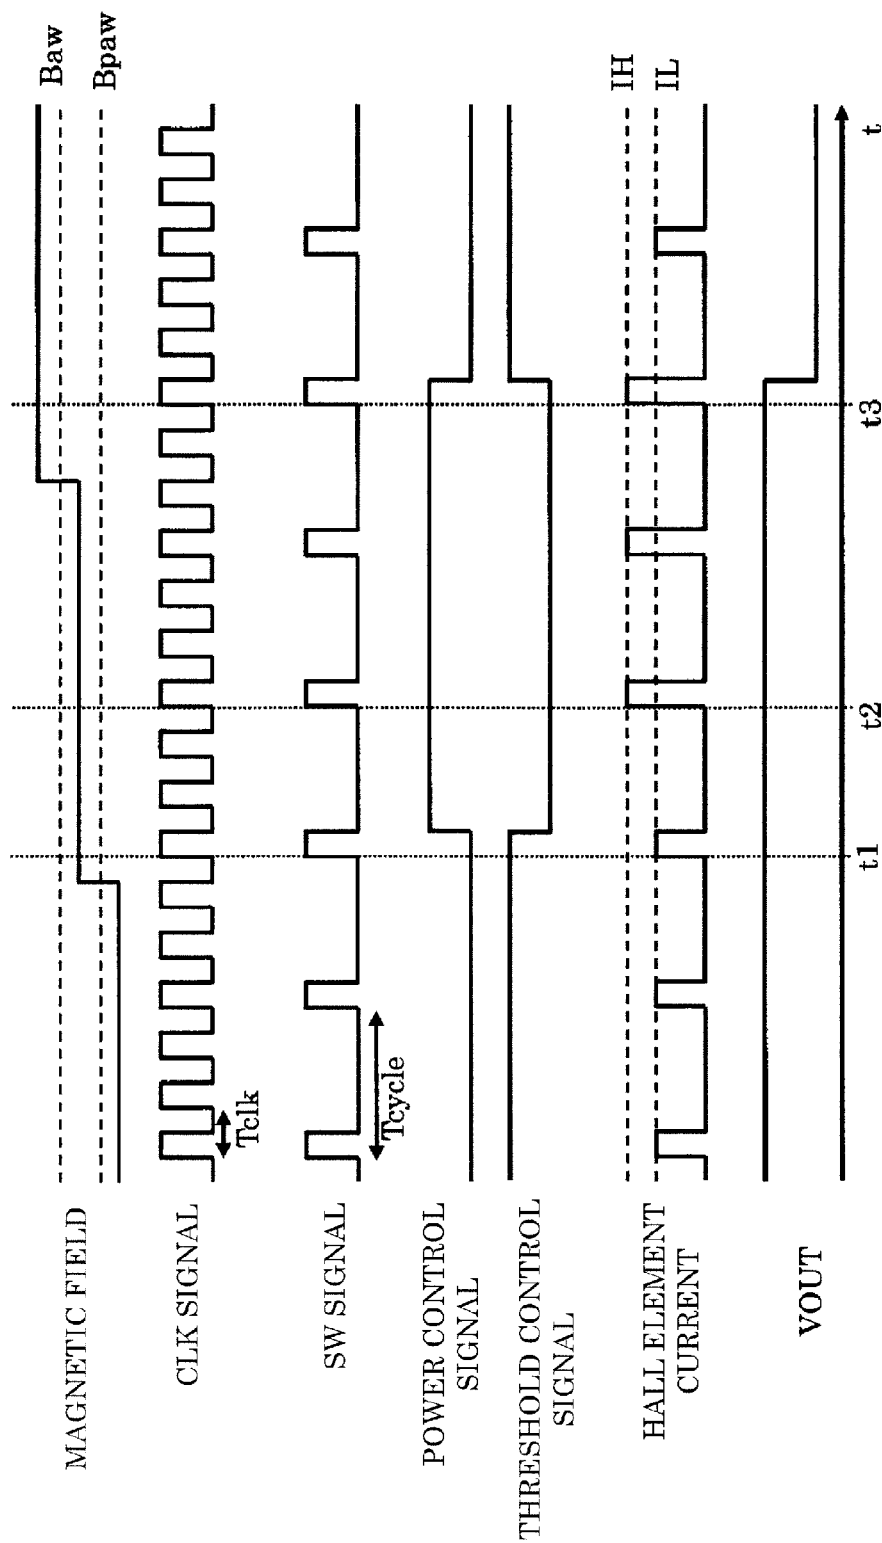 MAGNETIC FIELD
Baw
Bpaw
CLK SIGNAL
Tclk
SW SIGNAL
Tcycle
POWER CONTROL
SIGNAL
THRESHOLD CONTROL
SIGNAL
HALL ELEMENT
CURRENT
IH
IL
VOUT
t1
t2
t3
t